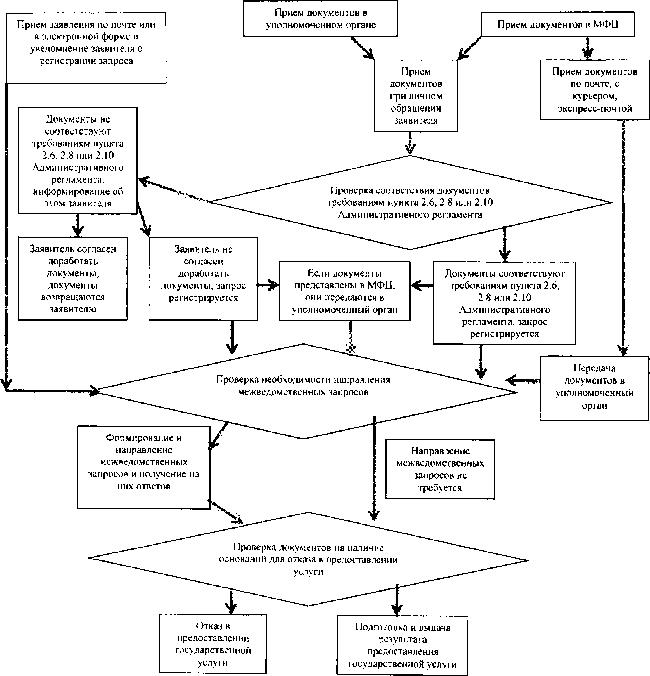 Прием заявления по почте или
в электронной форме и
уведомление заявителя о
регистрации запроса
Прием документов в
уполномоченном органе
Прием документов в МФЦ
Прием
документов
при личном
обращении
заявителя
Прием документов
по почте, с
курьером,
экспресс-почтой
Документы не
соответствуют
требованиям пункта
2.6, 2.8 или 2.10
Административного
регламента,
информирование об
этом заявителя
Проверка соответствия документов
требованиям пункта 2.6, 2.8 или 2.10
Административного регламента
Заявитель согласен
доработать
документы,
документы
возвращаются
заявителю
Заявитель не
согласен
доработать
документы, запрос
регистрируется
Если документы
представлены в МФЦ,
они передаются в
уполномоченный орган
Документы соответствуют
требованиям пункта 2.6,
2.8 или 2.10
Административного
регламента, запрос
регистрируется
Проверка необходимости направления
межведомственных запросов
Передача
документов в
уполномоченный
орган
Формирование и
направление
межведомственных
запросов и получение на
них ответов
Направление
межведомственных
запросов не
требуется
Проверка документов на наличие
оснований для отказа в предоставлении
услуги
Отказ в
предоставлении
государственной
услуги
Подготовка и выдача
результата
предоставления
государственной услуги